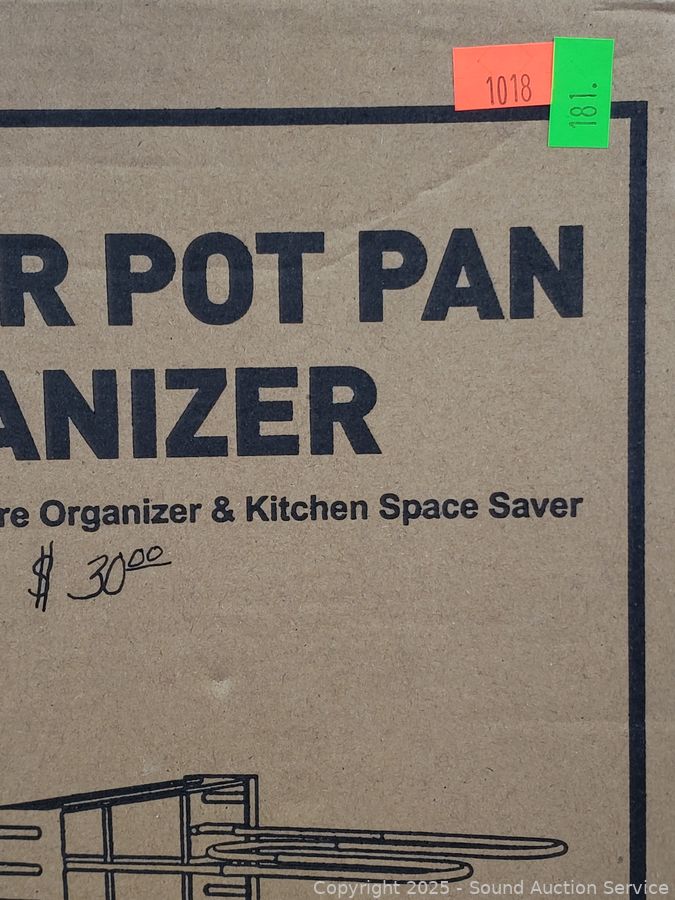 1018
181.
R POT PAN
ANIZER
re Organizer & Kitchen Space Saver
$ 30.00
Copyright 2025 - Sound Auction Service